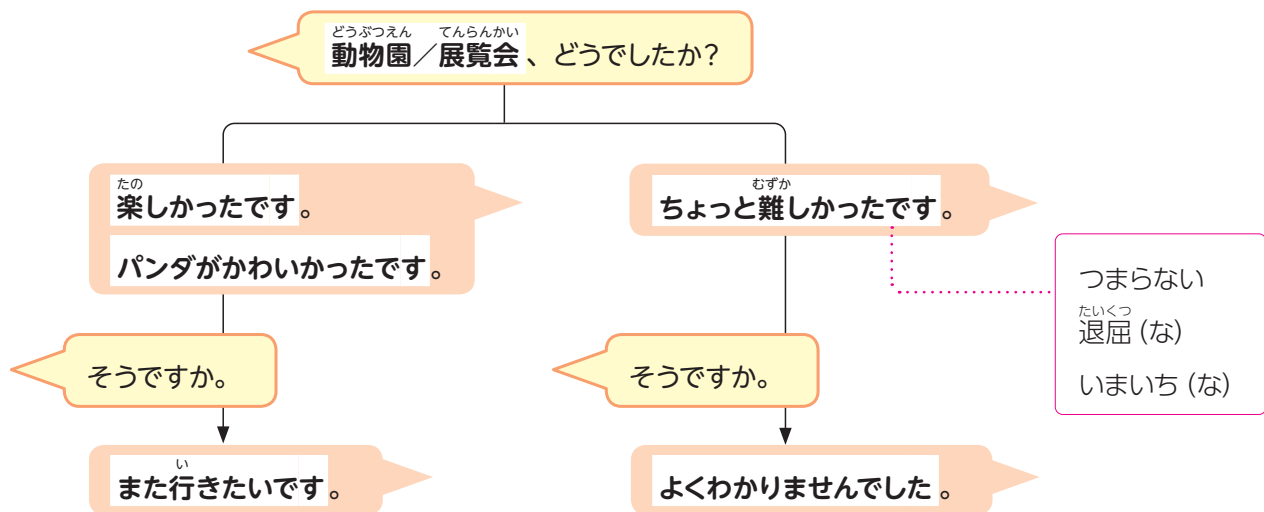 どうぶつえん てんらんかい
動物園／展覧会、どうでしたか？
たの
楽しかったです。
パンダがかわいかったです。
そうですか。
い
また行きたいです。
むずか
ちょっと難しかったです。
つまらない
たいくつ
退屈（な）
いまいち（な）
そうですか。
よくわかりませんでした。